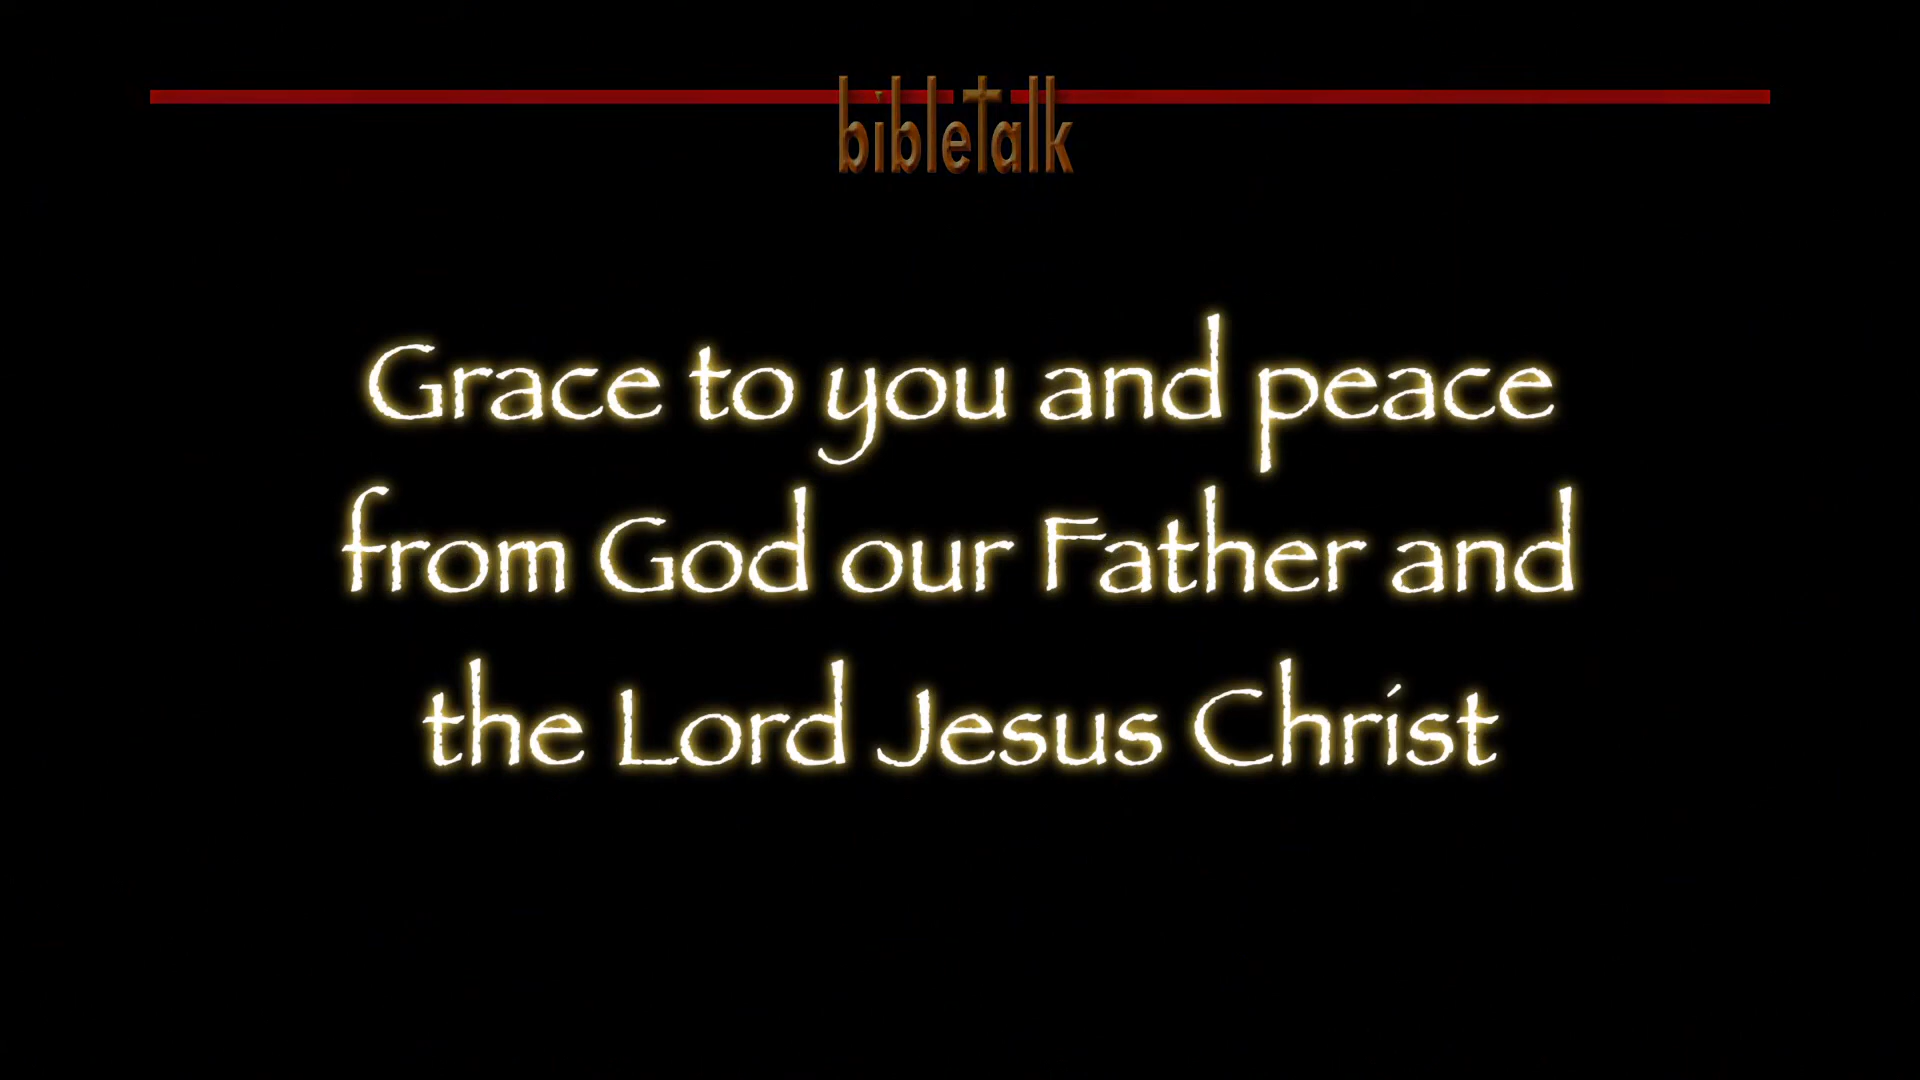 bibleTalk
Grace to you and peace
from God our Father and
the Lord Jesus Christ